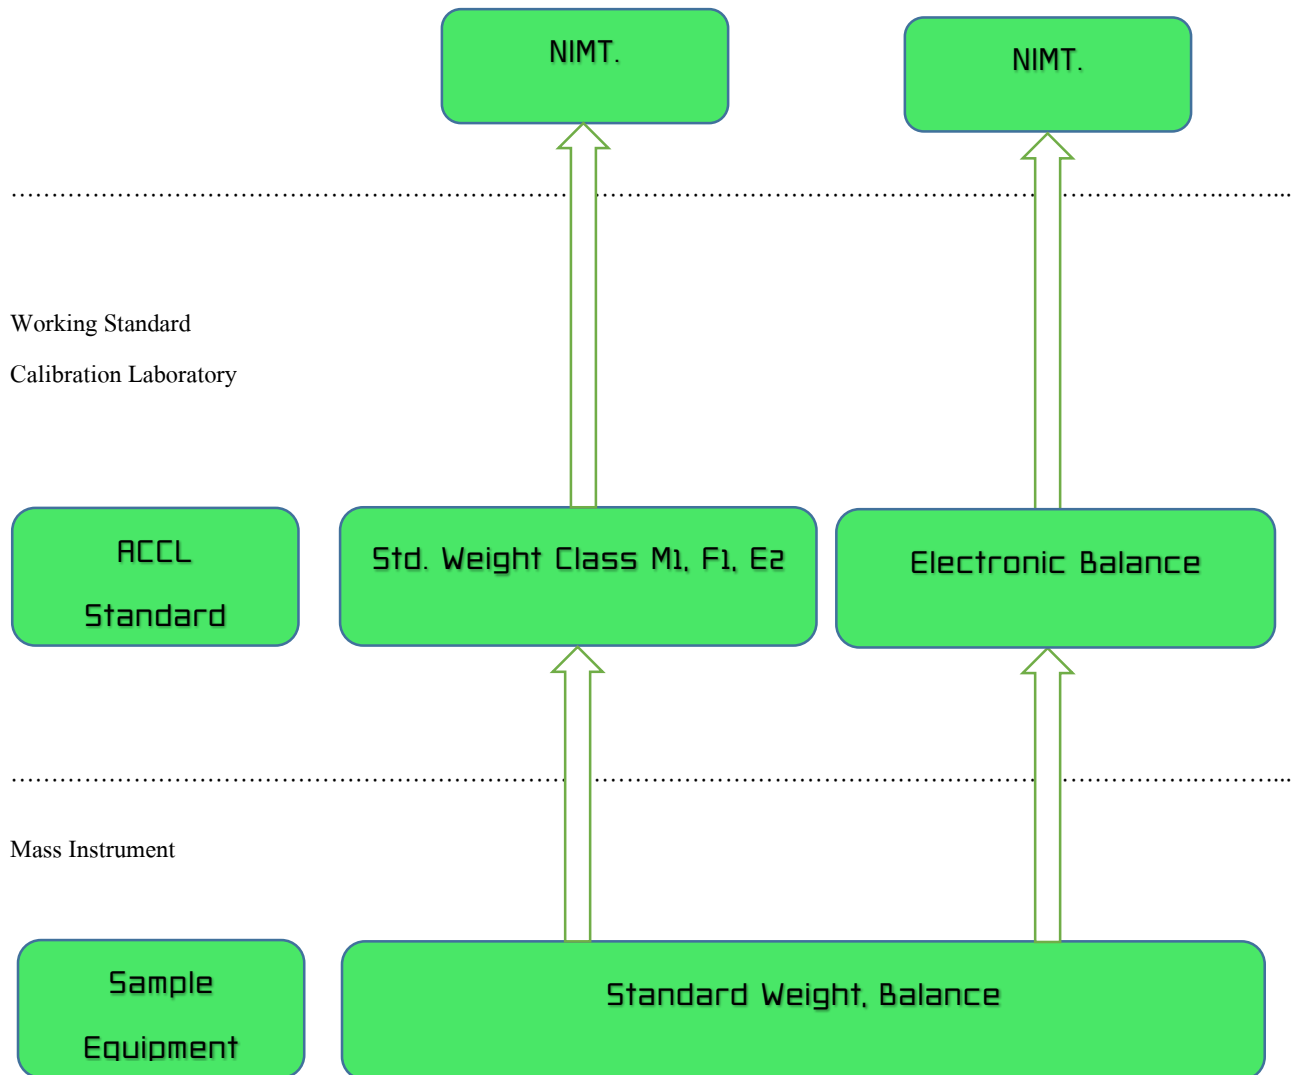 NIMT.
NIMT.
Working Standard
Calibration Laboratory
ACCL
Standard
Std. Weight Class M1, F1, E2
Electronic Balance
Mass Instrument
Sample
Equipment
Standard Weight, Balance